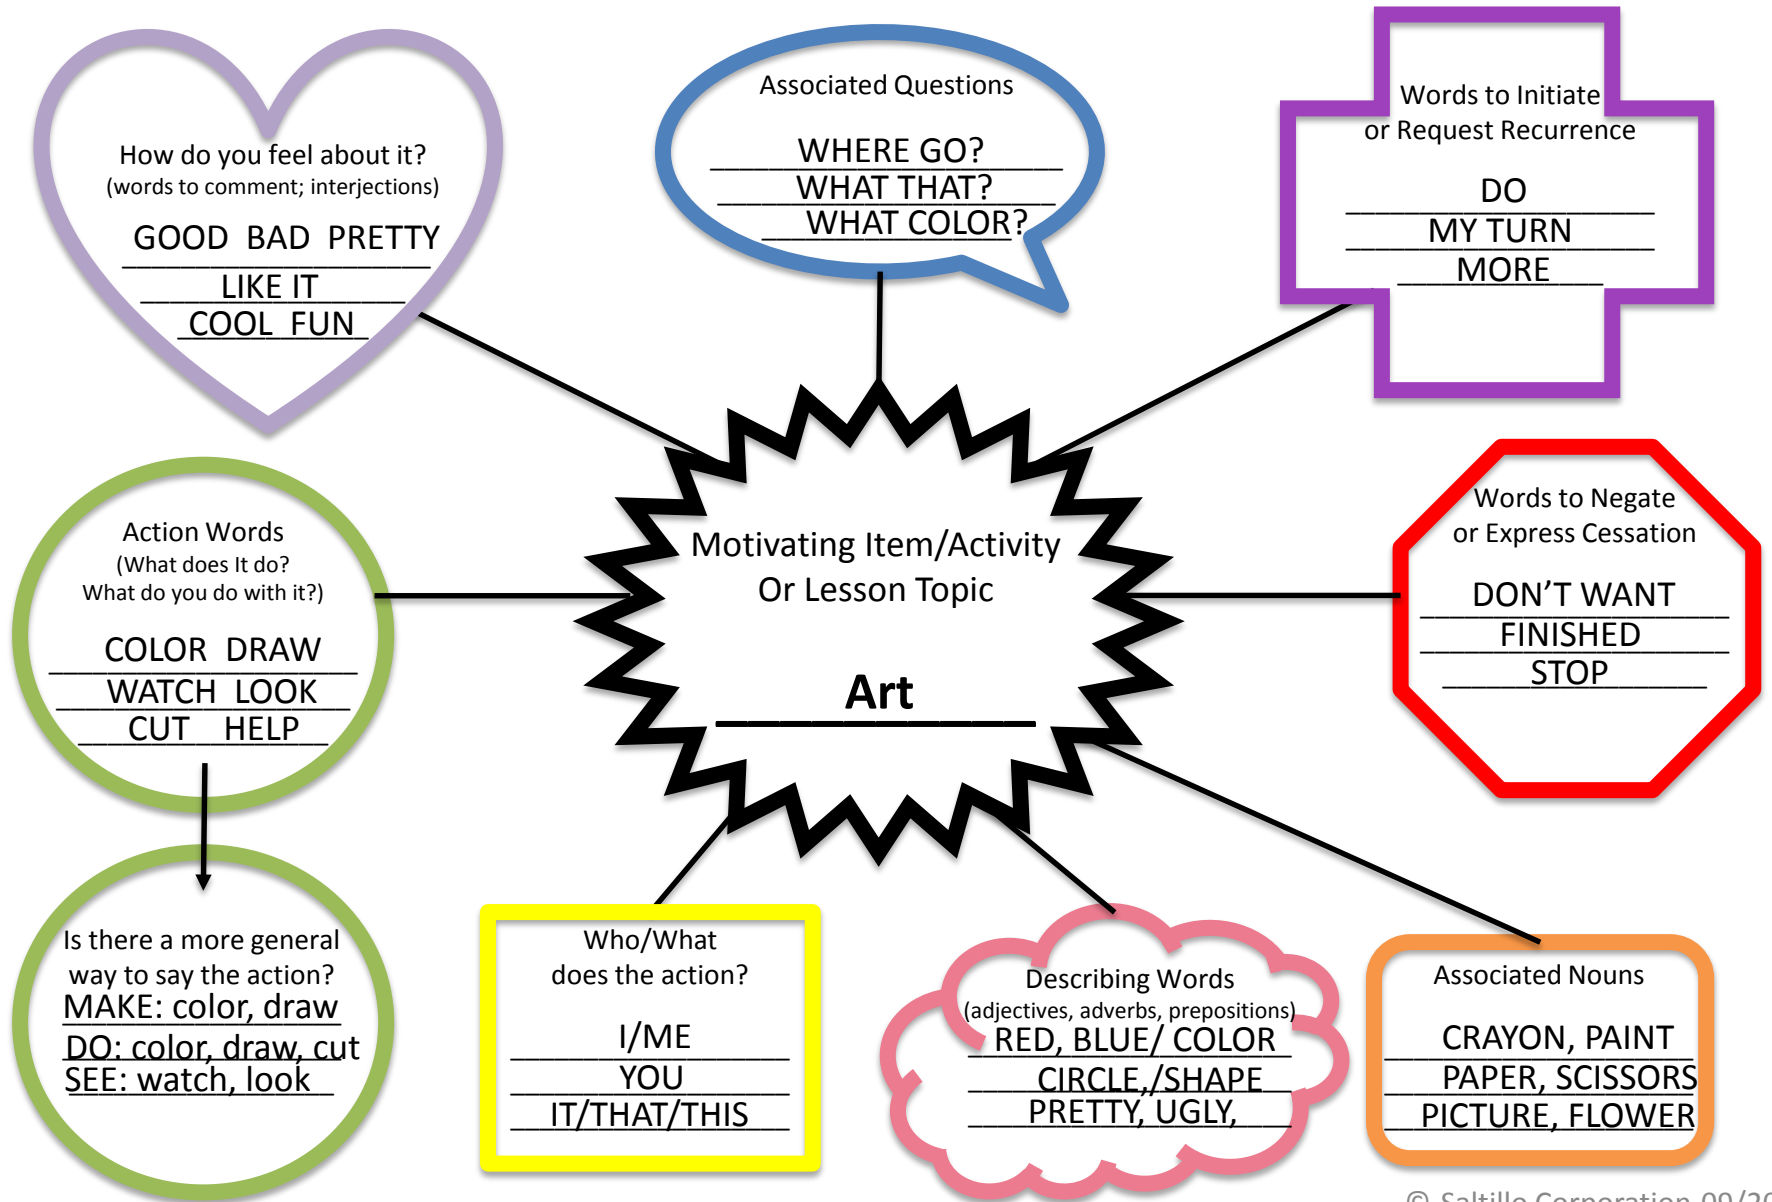 How do you feel about it?
(words to comment; interjections)
GOOD BAD PRETTY
LIKE IT
COOL FUN
Associated Questions
WHERE GO?
WHAT THAT?
WHAT COLOR?
Words to Initiate
or Request Recurrence
DO
MY TURN
MORE
Action Words
(What does It do?
What do you do with it?)
COLOR DRAW
WATCH LOOK
CUT HELP
Motivating Item/Activity
Or Lesson Topic
Art
Words to Negate
or Express Cessation
DON’T WANT
FINISHED
STOP
Is there a more general
way to say the action?
MAKE: color, draw
DO: color, draw, cut
SEE: watch, look
Who/What
does the action?
I/ME
YOU
IT/THAT/THIS
Describing Words
(adjectives, adverbs, prepositions)
RED, BLUE/ COLOR
CIRCLE,/SHAPE
PRETTY, UGLY,
Associated Nouns
CRAYON, PAINT
PAPER, SCISSORS
PICTURE, FLOWER
© Saltillo Corporation